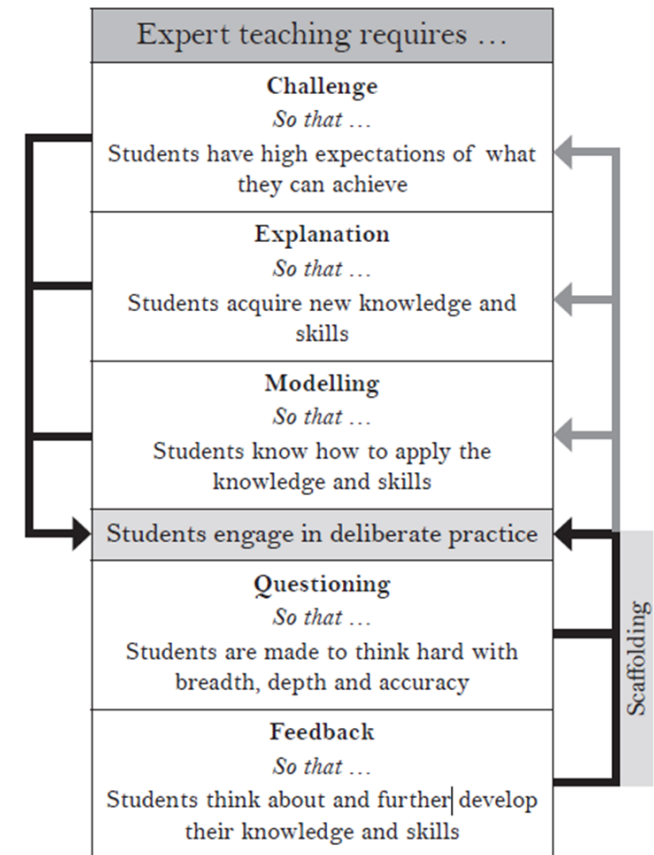 Expert teaching requires …
Challenge
So that …
Students have high expectations of what
they can achieve
Explanation
So that …
Students acquire new knowledge and
skills
Modelling
So that …
Students know how to apply the
knowledge and skills
Students engage in deliberate practice
Questioning
So that …
Students are made to think hard with
breadth, depth and accuracy
Feedback
So that …
Students think about and further develop
their knowledge and skills
Scaffolding